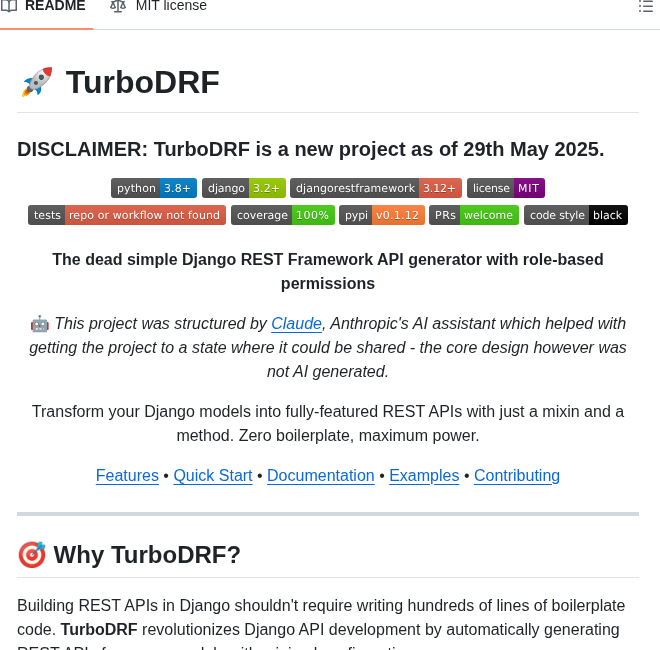 README MIT license
🚀 TurboDRF
DISCLAIMER: TurboDRF is a new project as of 29th May 2025.
python 3.8+ django 3.2+ djangorestframework 3.12+ license MIT
tests repo or workflow not found coverage 100% pypi v0.1.12 PRs welcome code style black
The dead simple Django REST Framework API generator with role-based
permissions
🤖 This project was structured by Claude, Anthropic's AI assistant which helped with
getting the project to a state where it could be shared - the core design however was
not AI generated.
Transform your Django models into fully-featured REST APIs with just a mixin and a
method. Zero boilerplate, maximum power.
Features • Quick Start • Documentation • Examples • Contributing
🎯 Why TurboDRF?
Building REST APIs in Django shouldn't require writing hundreds of lines of boilerplate
code. TurboDRF revolutionizes Django API development by automatically generating